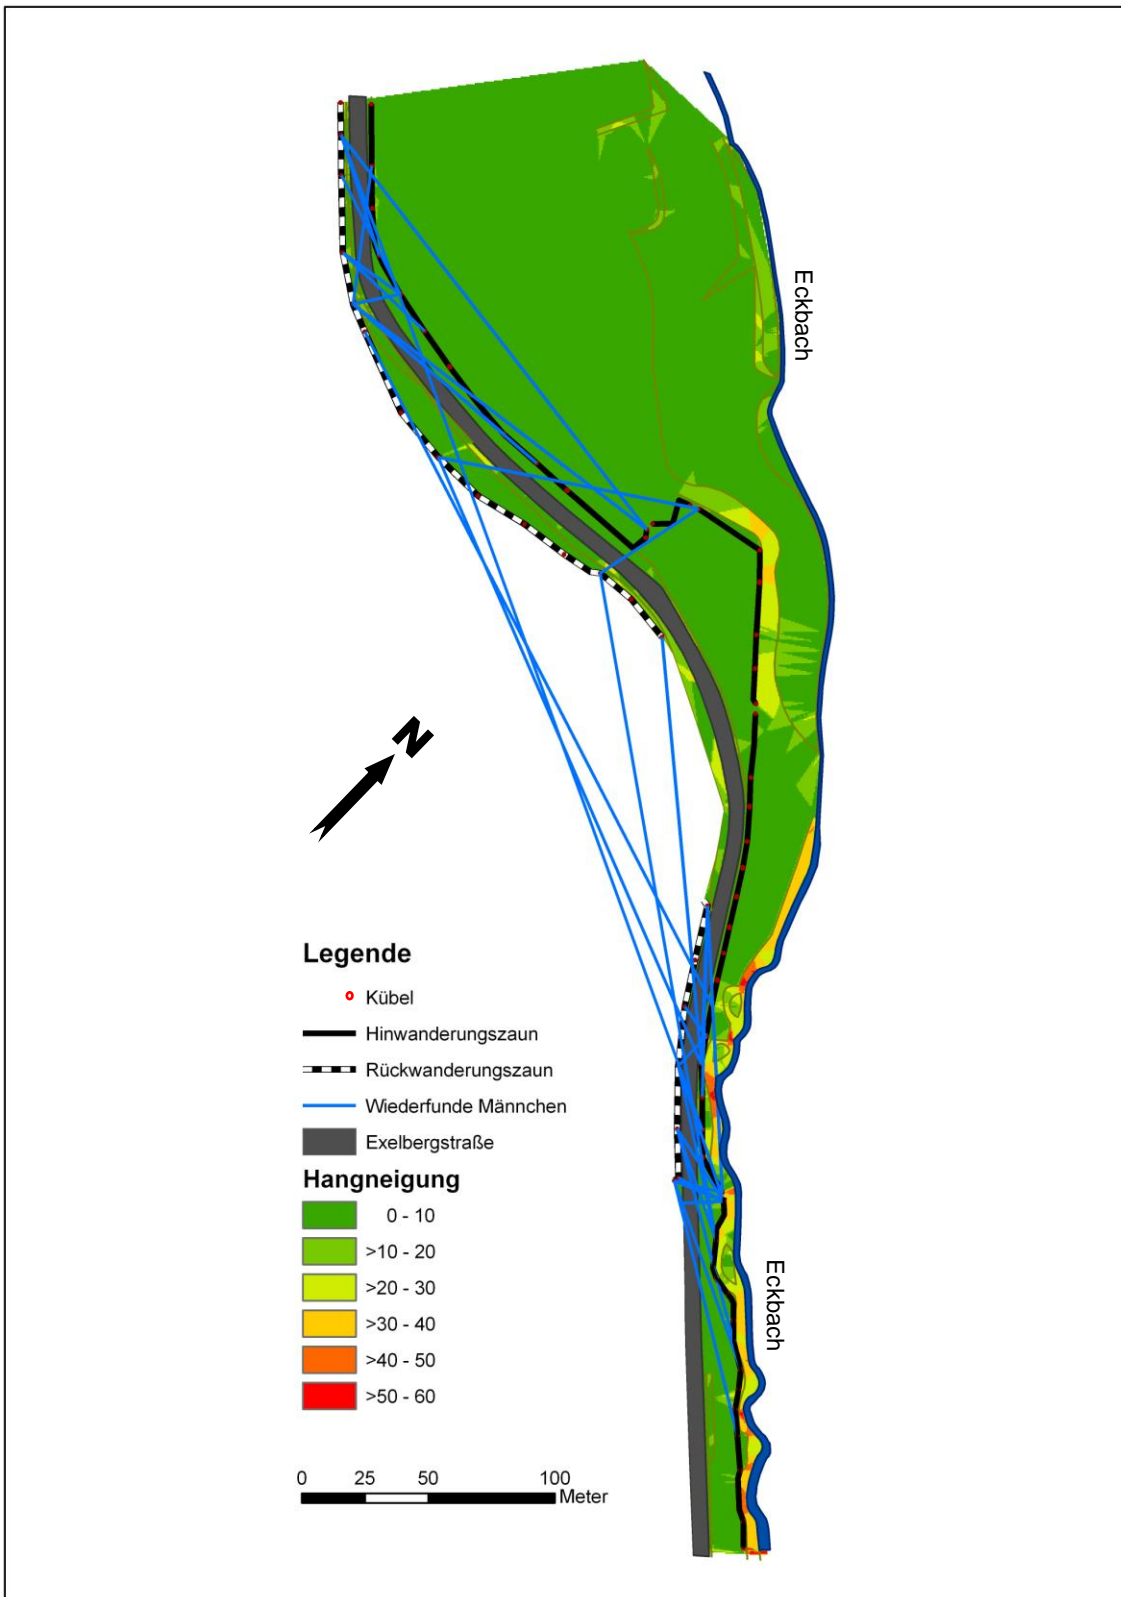 Eckbach
N
Legende
Kübel
Hinwanderungszaun
Rückwanderungszaun
Wiederfunde Männchen
Exelbergstraße
Hangneigung
0 - 10
>10 - 20
>20 - 30
>30 - 40
>40 - 50
>50 - 60
Eckbach
0 25 50 100
Meter